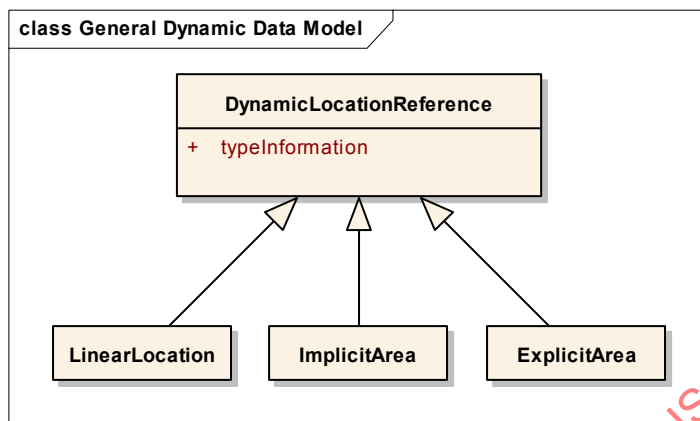 class General Dynamic Data Model
DynamicLocationReference
+ typeInformation
LinearLocation
ImplicitArea
ExplicitArea